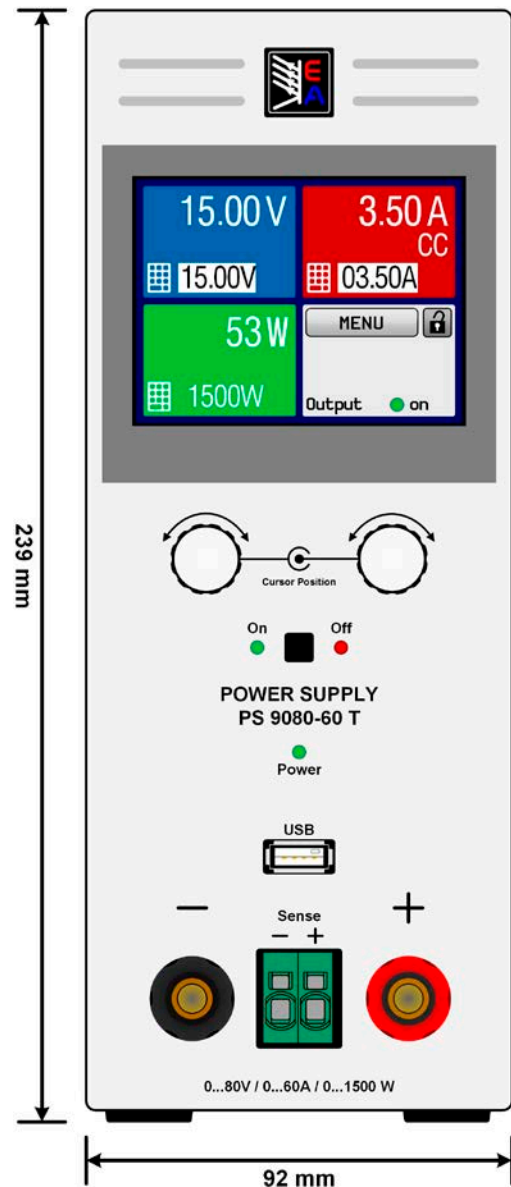 EA
15.00 V
3.50 A
CC
15.00V
03.50A
53 W
MENU
1500W
Output on
239 mm
Cursor Position
On Off
POWER SUPPLY
PS 9080-60 T
Power
USB
− Sense +
− +
0...80V / 0...60A / 0...1500 W
92 mm